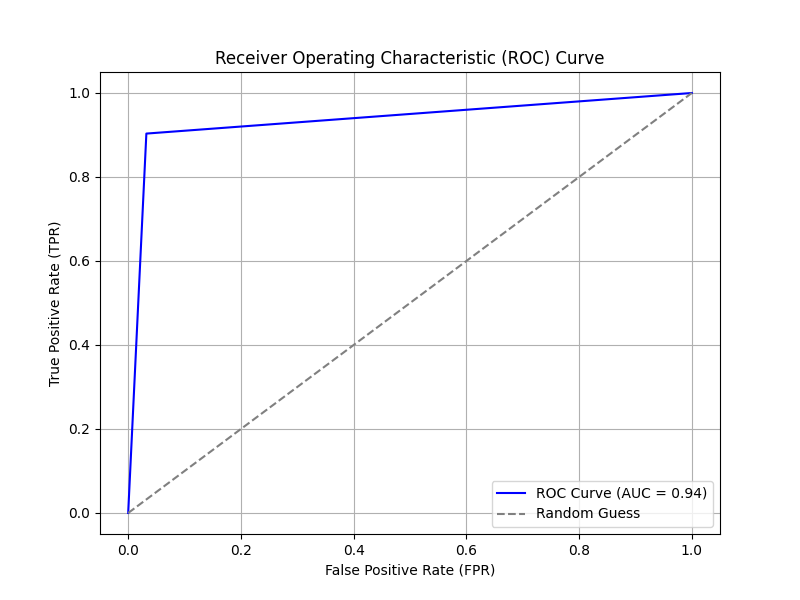 Receiver Operating Characteristic (ROC) Curve
True Positive Rate (TPR)
1.0
0.8
0.6
0.4
0.2
0.0
ROC Curve (AUC = 0.94)
Random Guess
0.0 0.2 0.4 0.6 0.8 1.0
False Positive Rate (FPR)